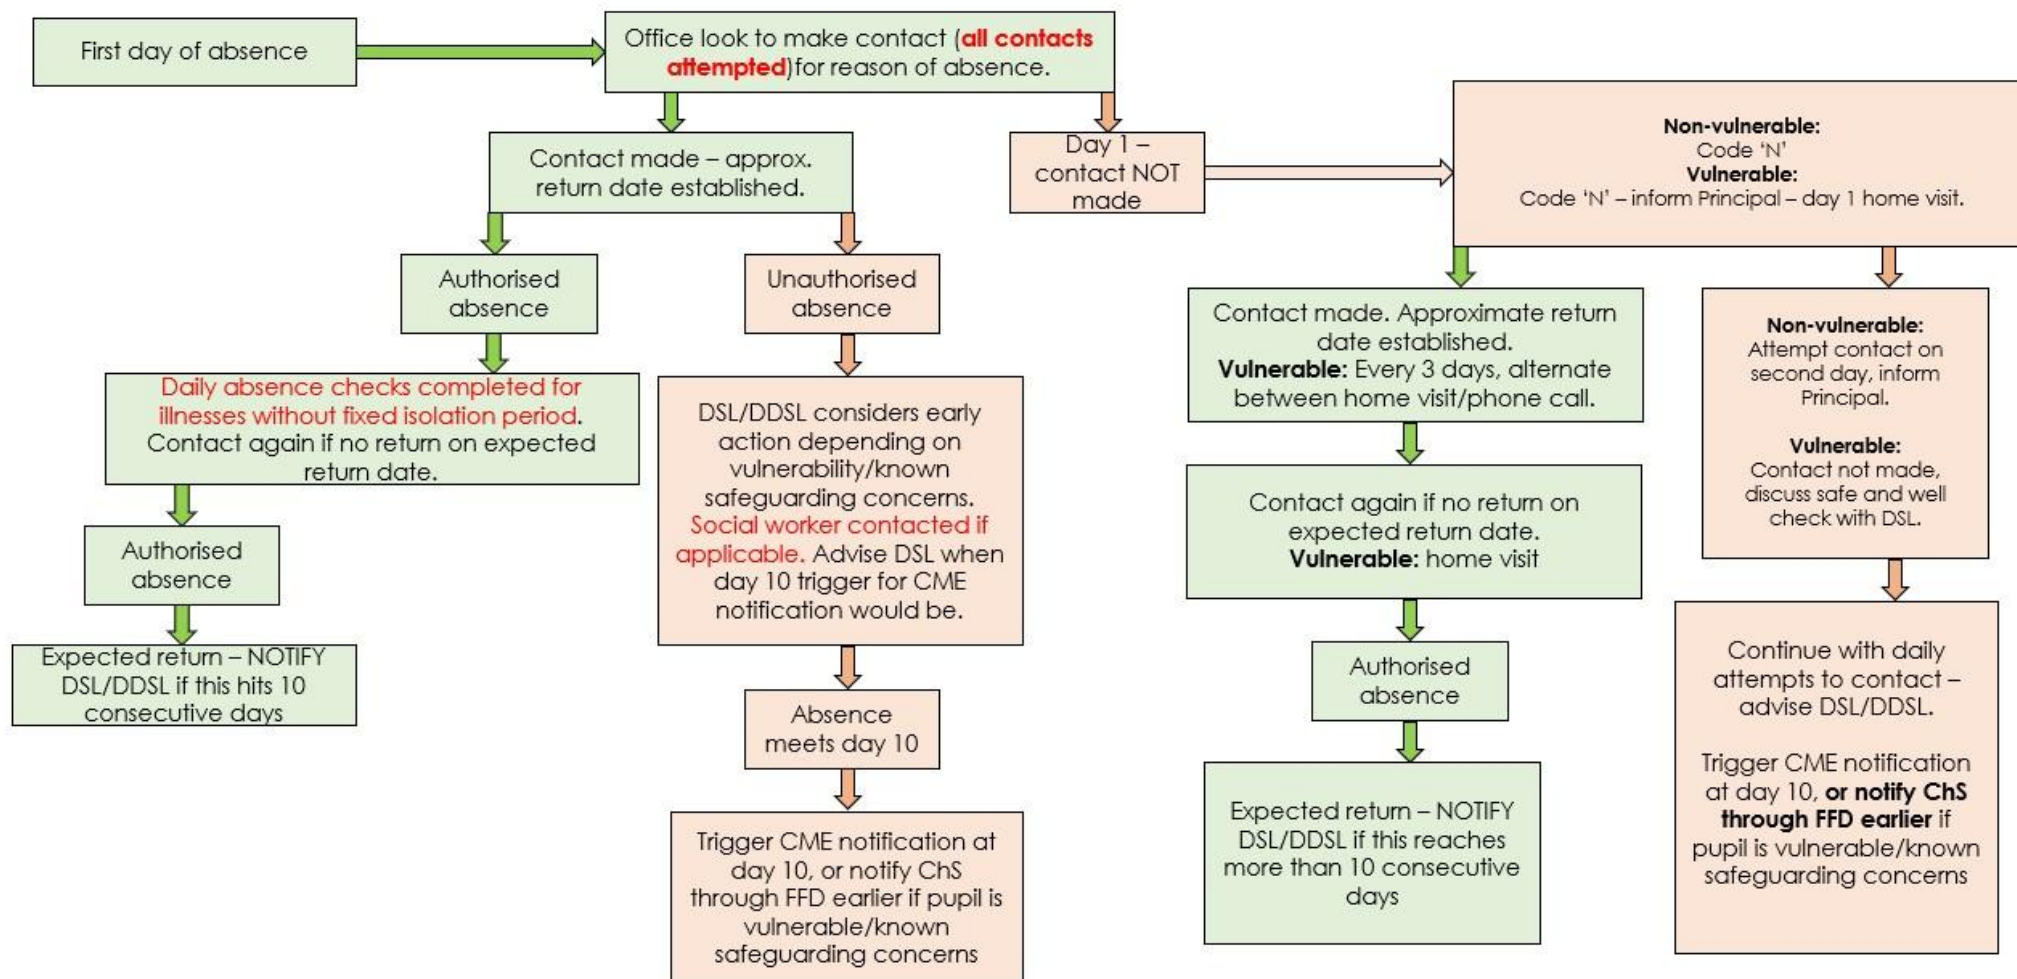 First day of absence
Office look to make contact (all contacts
attempted)for reason of absence.
Contact made – approx.
return date established.
Day 1 –
contact NOT
made
Non-vulnerable:
Code ‘N’
Vulnerable:
Code ‘N’ – inform Principal – day 1 home visit.
Authorised
absence
Unauthorised
absence
Daily absence checks completed for
illnesses without fixed isolation period.
Contact again if no return on expected
return date.
Authorised
absence
Expected return – NOTIFY
DSL/DDSL if this hits 10
consecutive days
DSL/DDSL considers early
action depending on
vulnerability/known
safeguarding concerns.
Social worker contacted if
applicable. Advise DSL when
day 10 trigger for CME
notification would be.
Absence
meets day 10
Trigger CME notification at
day 10, or notify ChS
through FFD earlier if pupil is
vulnerable/known
safeguarding concerns
Contact made. Approximate return
date established.
Vulnerable: Every 3 days, alternate
between home visit/phone call.
Contact again if no return on
expected return date.
Vulnerable: home visit
Authorised
absence
Expected return – NOTIFY
DSL/DDSL if this reaches
more than 10 consecutive
days
Non-vulnerable:
Attempt contact on
second day, inform
Principal.
Vulnerable:
Contact not made,
discuss safe and well
check with DSL.
Continue with daily
attempts to contact –
advise DSL/DDSL.
Trigger CME notification
at day 10, or notify ChS
through FFD earlier if
pupil is vulnerable/known
safeguarding concerns